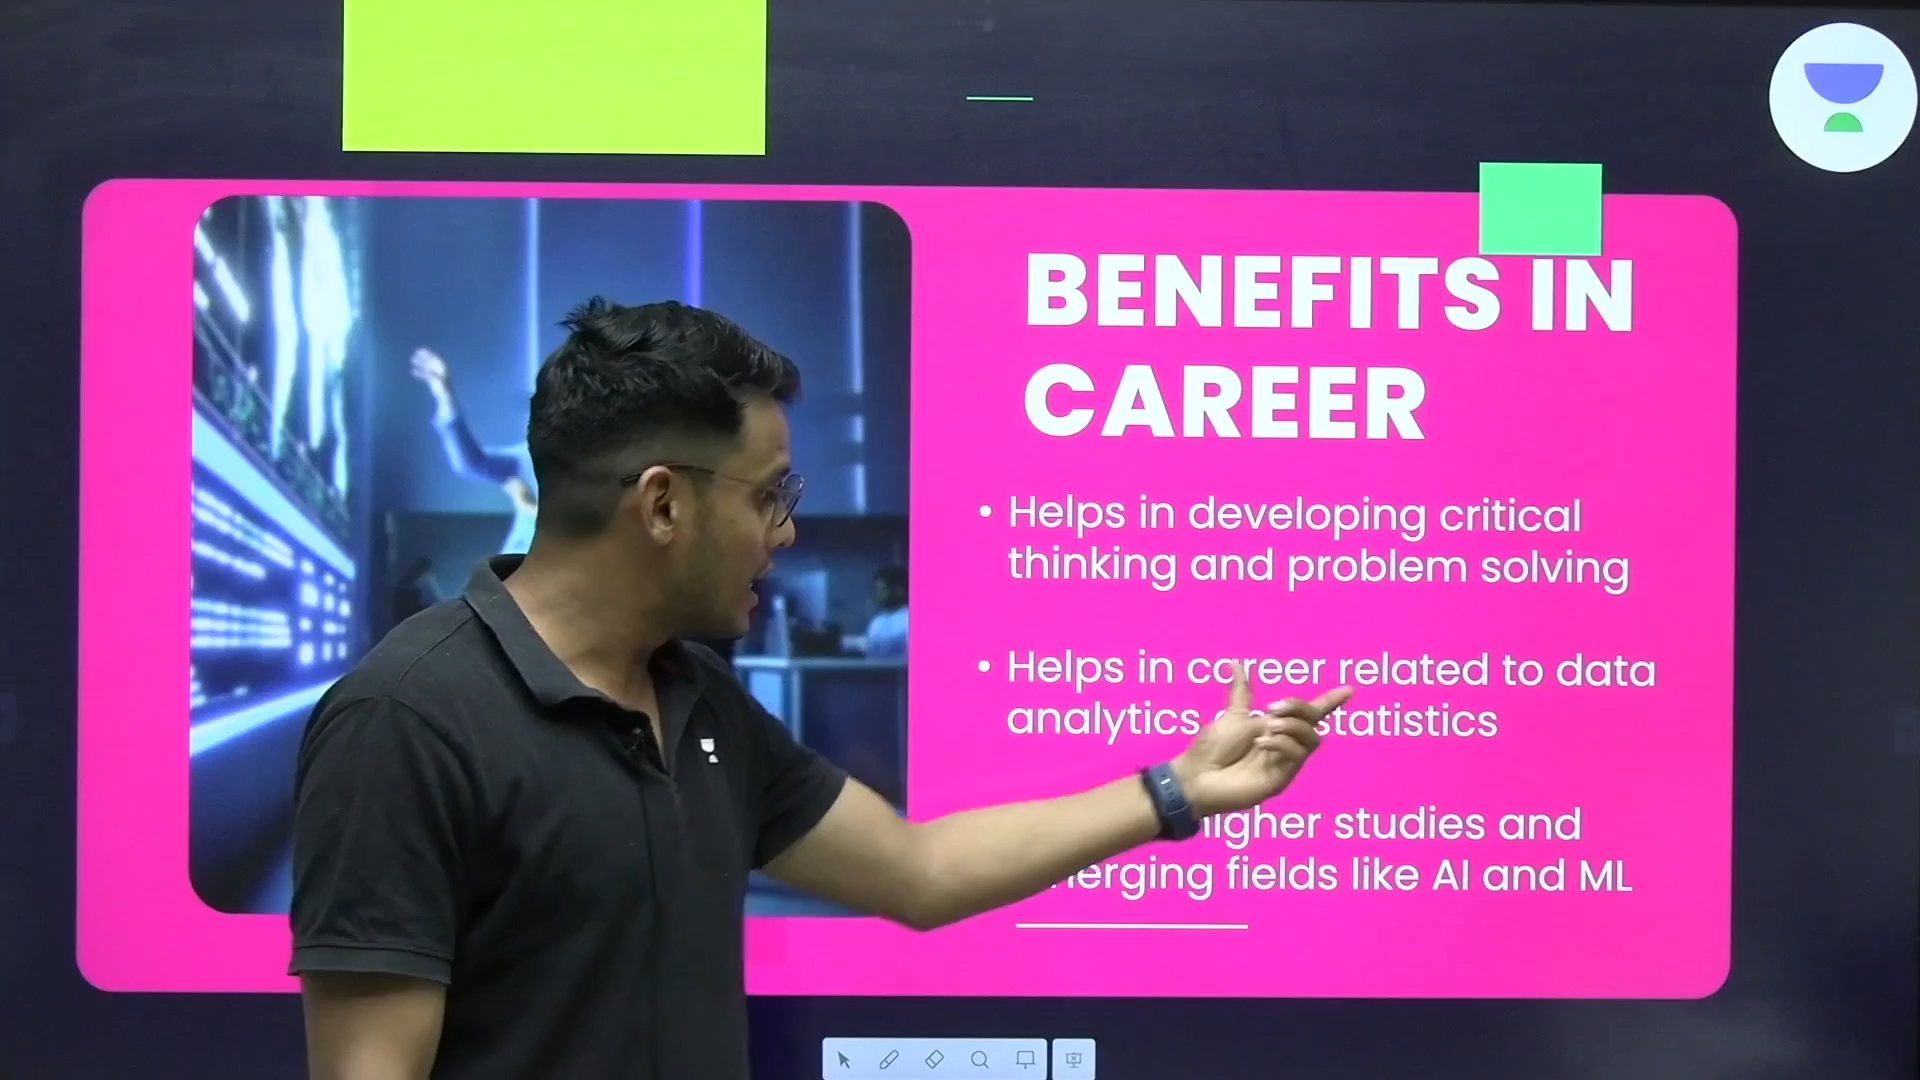 BENEFITS IN
CAREER
• Helps in developing critical
thinking and problem solving
• Helps in career related to data
analytics statistics
higher studies and
fields like AI and ML